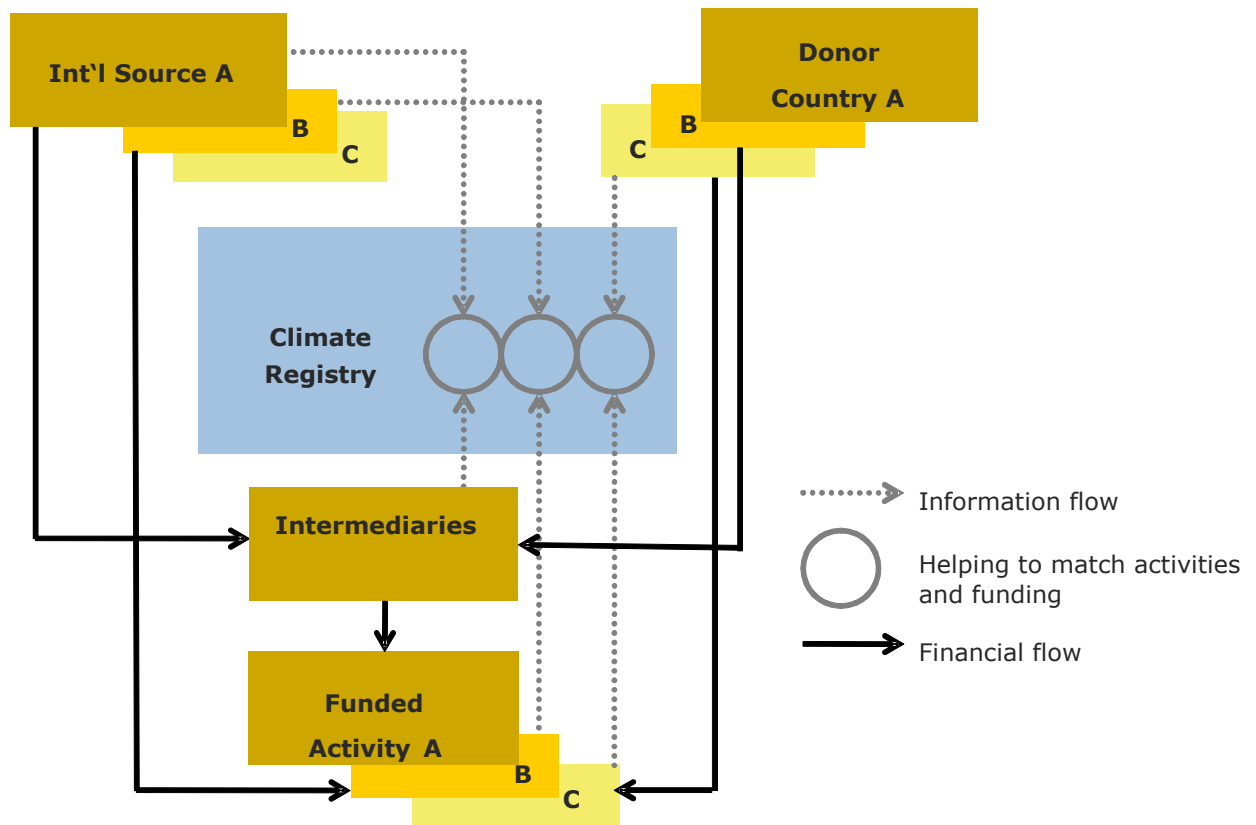 Int‘l Source A
B
C
Donor
Country A
B
C
Climate
Registry
Intermediaries
Funded
Activity A
B
C
Information flow
Helping to match activities
and funding
Financial flow